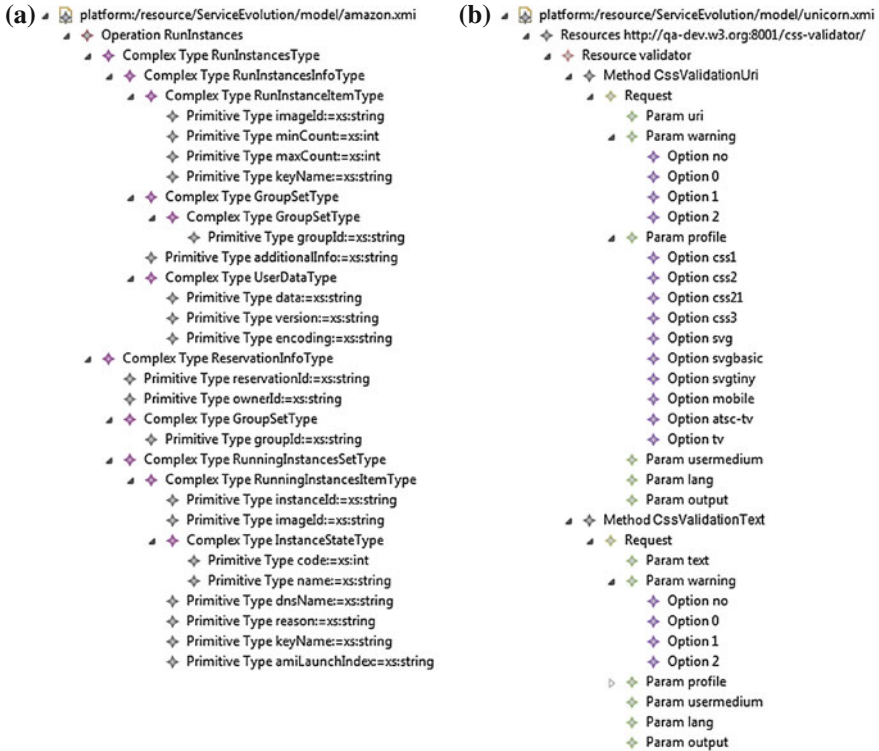 (a)
platform:/resource/ServiceEvolution/model/amazon.xmi
Operation RunInstances
Complex Type RunInstancesType
Complex Type RunInstancesInfoType
Complex Type RunInstanceItemType
Primitive Type imageId:=xs:string
Primitive Type minCount:=xs:int
Primitive Type maxCount:=xs:int
Primitive Type keyName:=xs:string
Complex Type GroupSetType
Complex Type GroupSetType
Primitive Type groupId:=xs:string
Primitive Type additionalInfo:=xs:string
Complex Type UserDataType
Primitive Type data:=xs:string
Primitive Type version:=xs:string
Primitive Type encoding:=xs:string
Complex Type ReservationInfoType
Primitive Type reservationId:=xs:string
Primitive Type ownerId:=xs:string
Complex Type GroupSetType
Primitive Type groupId:=xs:string
Complex Type RunningInstancesSetType
Complex Type RunningInstancesItemType
Primitive Type instanceId:=xs:string
Primitive Type imageId:=xs:string
Complex Type InstanceStateType
Primitive Type code:=xs:int
Primitive Type name:=xs:string
Primitive Type dnsName:=xs:string
Primitive Type reason:=xs:string
Primitive Type keyName:=xs:string
Primitive Type amiLaunchIndex:=xs:string
(b)
platform:/resource/ServiceEvolution/model/unicorn.xmi
Resources http://qa-dev.w3.org:8001/css-validator/
Resource validator
Method CssValidationUri
Request
Param uri
Param warning
Option no
Option 0
Option 1
Option 2
Param profile
Option css1
Option css2
Option css21
Option css3
Option svg
Option svgbasic
Option svgtiny
Option mobile
Option atsc-tv
Option tv
Param usermedium
Param lang
Param output
Method CssValidationText
Request
Param text
Param warning
Option no
Option 0
Option 1
Option 2
Param profile
Param usermedium
Param lang
Param output